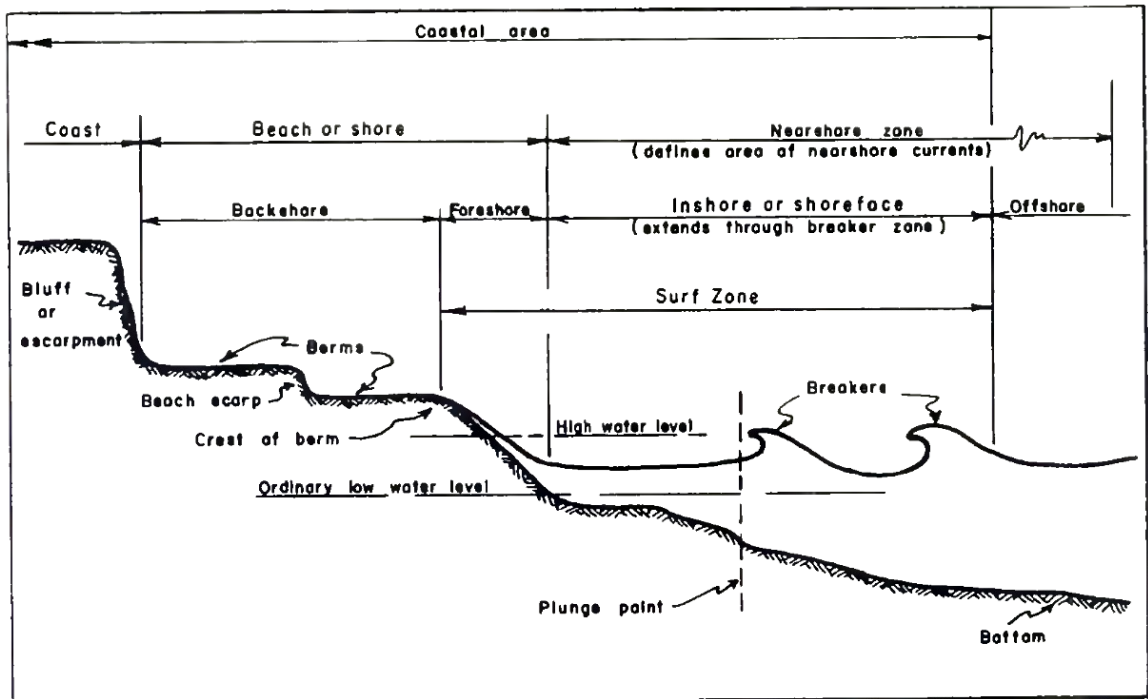 Coastal area
Coast
Beach or shore
Nearshore zone
(defines area of nearshore currents)
Backshore
Foreshore
Inshore or shoreface
(extends through breaker zone)
Offshore
Surf Zone
Bluff
or
escarpment
Berms
Beach scarp
Crest of berm
High water level
Breakers
Ordinary low water level
Plunge point
Bottom